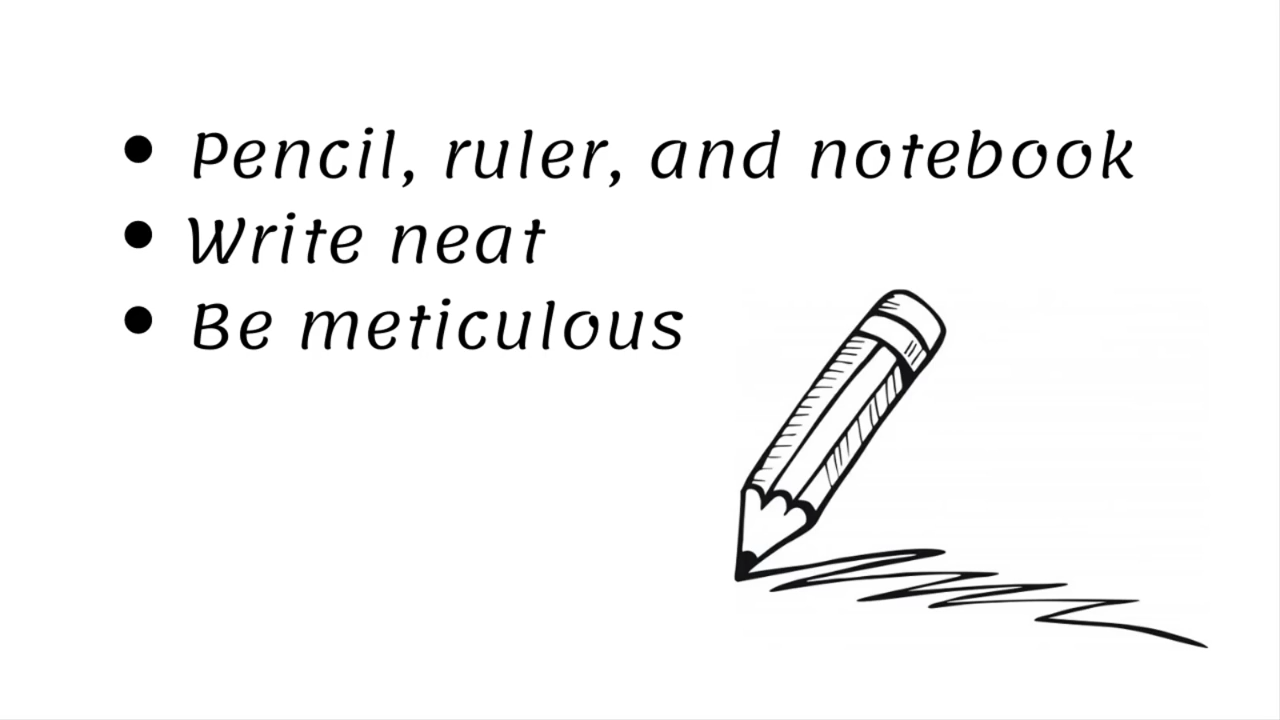 • Pencil, ruler, and notebook
• Write neat
• Be meticulous